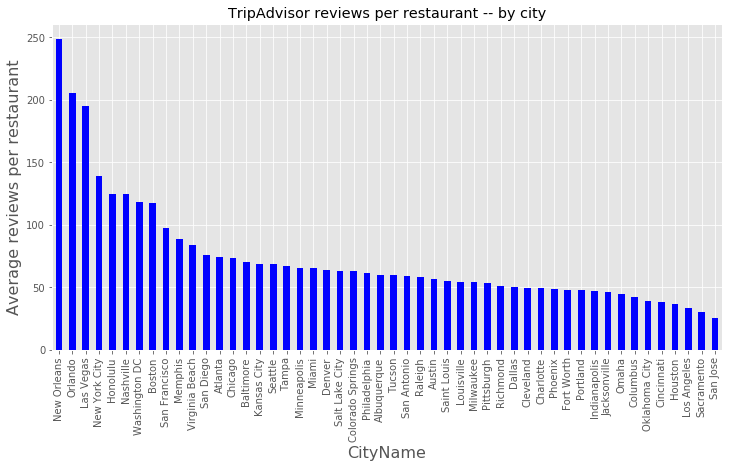 TripAdvisor reviews per restaurant -- by city
Average reviews per restaurant
250
200
150
100
50
0
New Orleans
Orlando
Las Vegas
New York City
Honolulu
Nashville
Washington DC
Boston
San Francisco
Memphis
Virginia Beach
San Diego
Atlanta
Chicago
Baltimore
Kansas City
Seattle
Tampa
Minneapolis
Miami
Denver
Salt Lake City
Colorado Springs
Philadelphia
Albuquerque
Tucson
San Antonio
Raleigh
Austin
Saint Louis
Louisville
Milwaukee
Pittsburgh
Richmond
Dallas
Cleveland
Charlotte
Phoenix
Fort Worth
Portland
Indianapolis
Jacksonville
Omaha
Columbus
Oklahoma City
Cincinnati
Houston
Los Angeles
Sacramento
San Jose
CityName